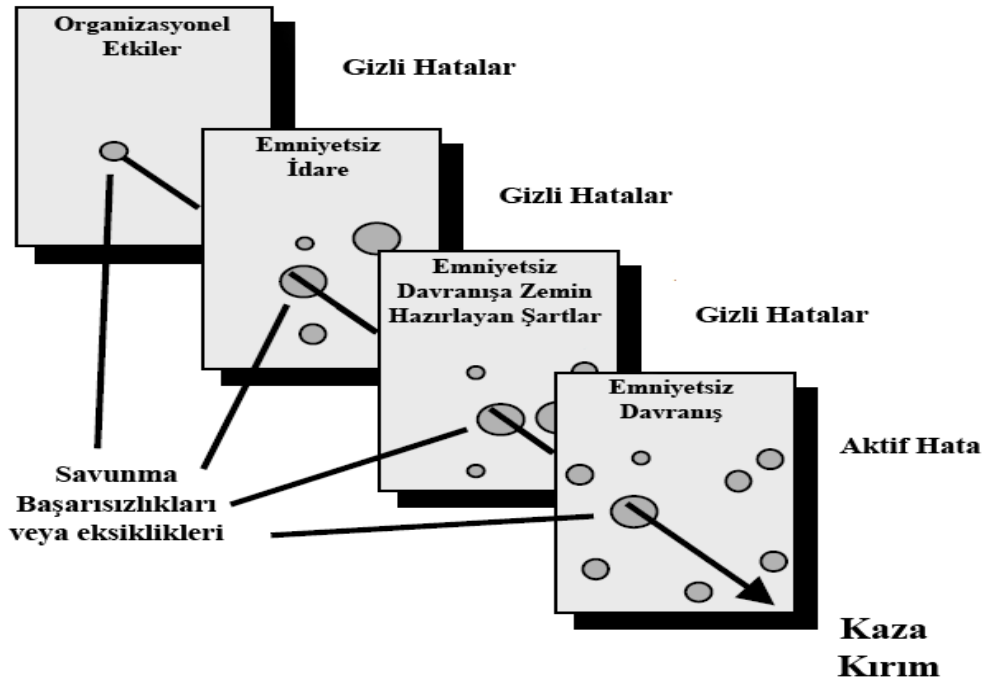 Organizasyonel
Etkiler
Gizli Hatalar
Emniyetsiz
İdare
Gizli Hatalar
Emniyetsiz
Davranışa Zemin
Hazırlayan Şartlar
Gizli Hatalar
Emniyetsiz
Davranış
Aktif Hata
Savunma
Başarısızlıkları
veya eksiklikleri
Kaza
Kırım